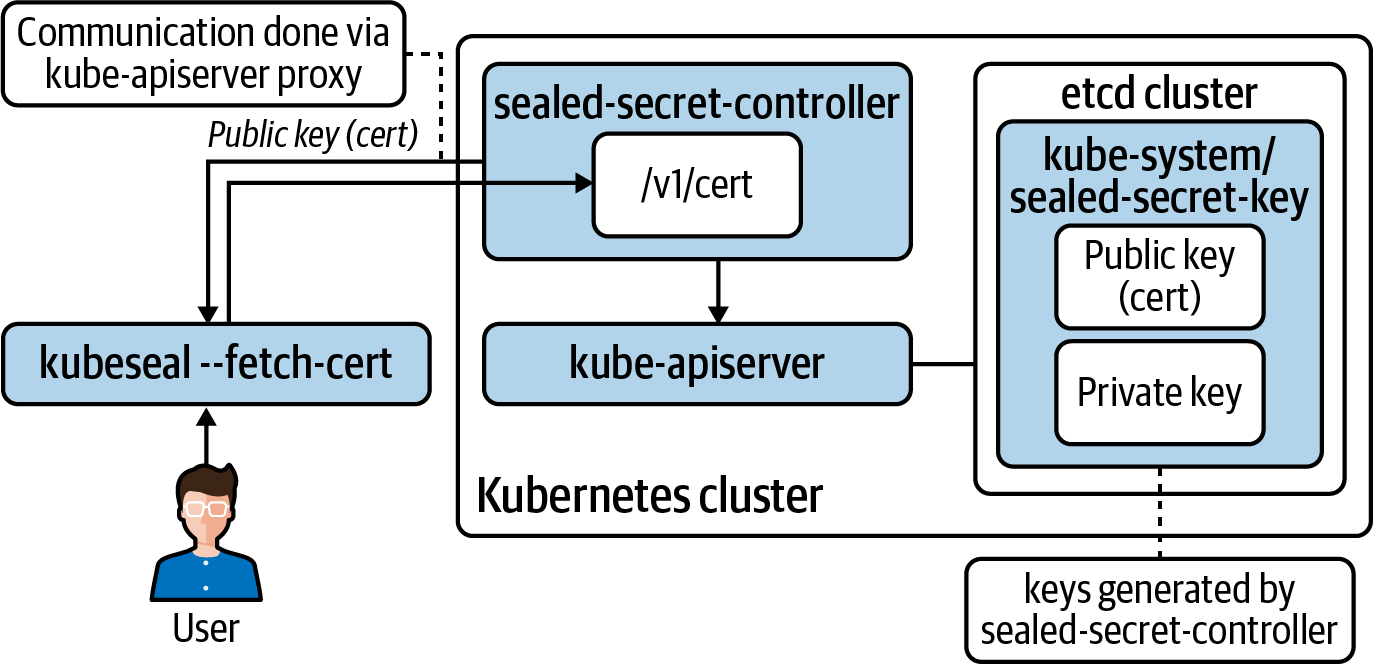 Communication done via
kube-apiserver proxy
Public key (cert)
sealed-secret-controller
/v1/cert
etcd cluster
kube-system/
sealed-secret-key
Public key
(cert)
Private key
kubeseal --fetch-cert
kube-apiserver
Kubernetes cluster
User
keys generated by
sealed-secret-controller